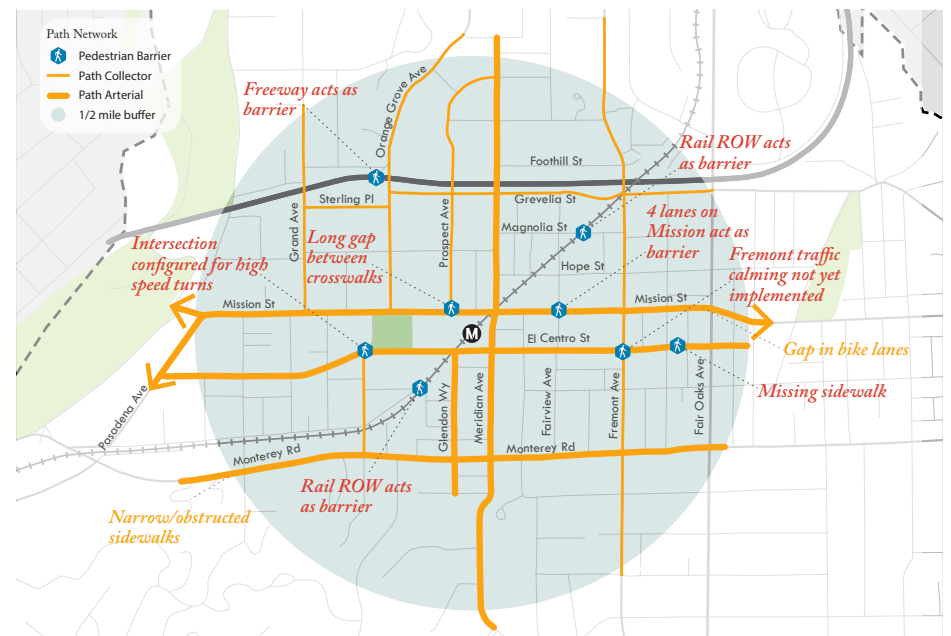 Path Network
Pedestrian Barrier
Path Collector
Path Arterial
1/2 mile buffer
Freeway acts as
barrier
Orange Grove Ave
Rail ROW acts
as barrier
Foothill St
Sterling Pl
Grevelia St
Grand Ave
Prospect Ave
Magnolia St
4 lanes on
Mission act as
barrier
Intersection
configured for high
speed turns
Long gap
between
crosswalks
Hope St
Fremont traffic
calming not yet
implemented
Mission St
Mission St
M
El Centro St
Gap in bike lanes
Missing sidewalk
Pasadena Ave
Glendon Wy
Meridian Ave
Fairview Ave
Fremont Ave
Fair Oaks Ave
Monterey Rd
Monterey Rd
Rail ROW acts
as barrier
Narrow/obstructed
sidewalks